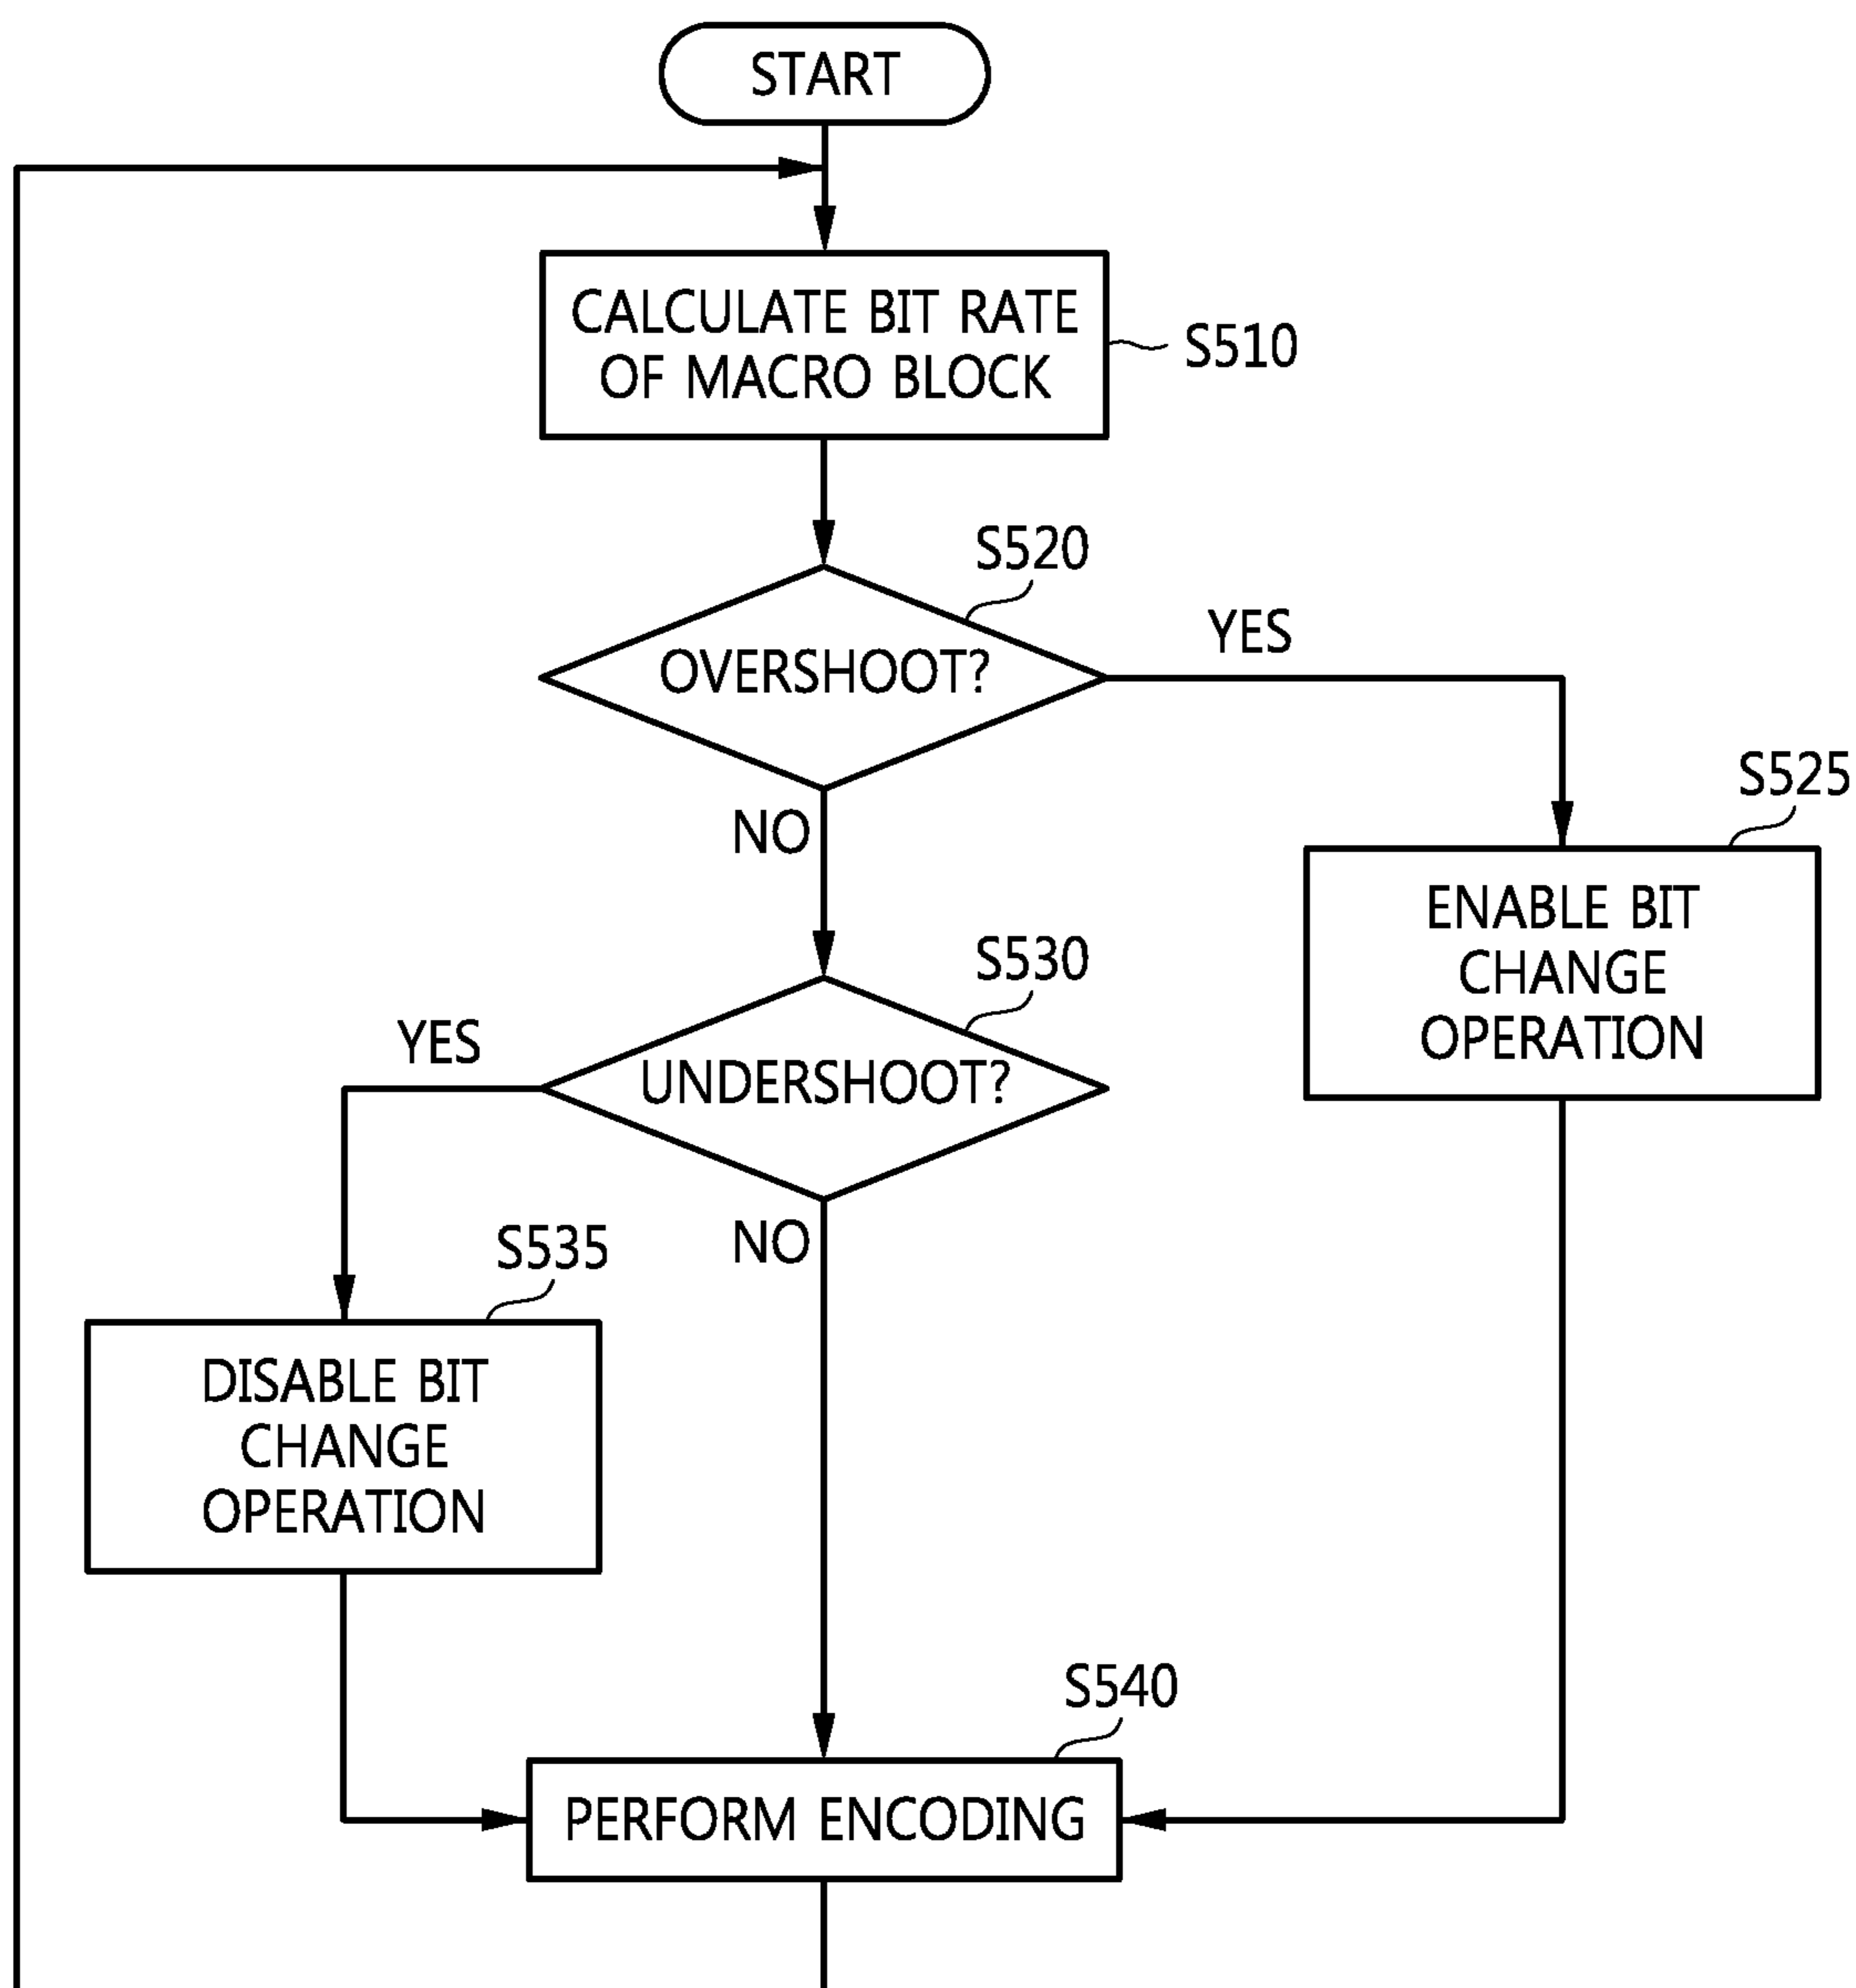 START
CALCULATE BIT RATE
OF MACRO BLOCK
S510
S520
OVERSHOOT?
YES
NO
S525
ENABLE BIT
CHANGE
OPERATION
S530
UNDERSHOOT?
YES
NO
S535
DISABLE BIT
CHANGE
OPERATION
S540
PERFORM ENCODING